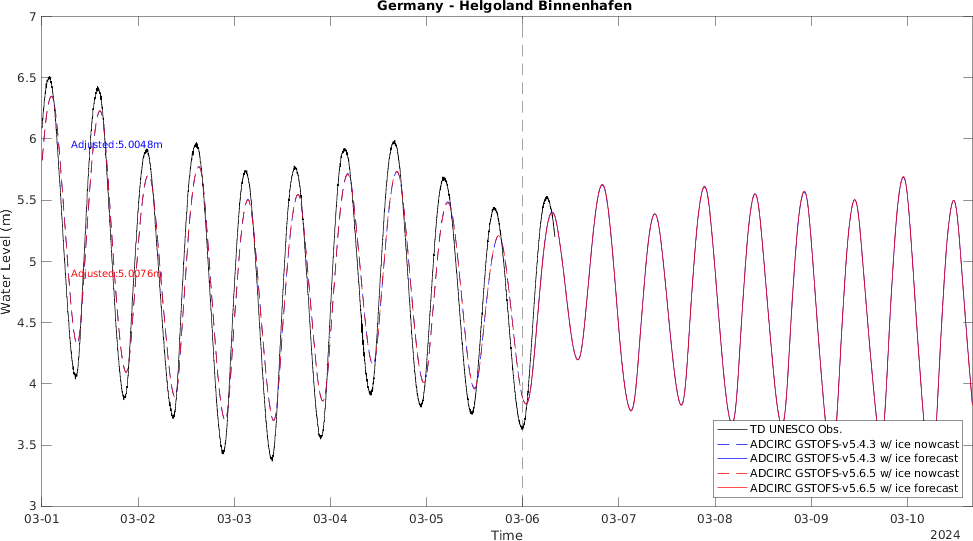 Germany - Helgoland Binnenhafen
7
6.5
6
5.5
5
4.5
4
3.5
3
Water Level (m)
Adjusted:5.0048m
Adjusted:5.0076m
TD UNESCO Obs.
ADCIRC GSTOFS-v5.4.3 w/ ice nowcast
ADCIRC GSTOFS-v5.4.3 w/ ice forecast
ADCIRC GSTOFS-v5.6.5 w/ ice nowcast
ADCIRC GSTOFS-v5.6.5 w/ ice forecast
03-01 03-02 03-03 03-04 03-05 03-06 03-07 03-08 03-09 03-10
Time
2024